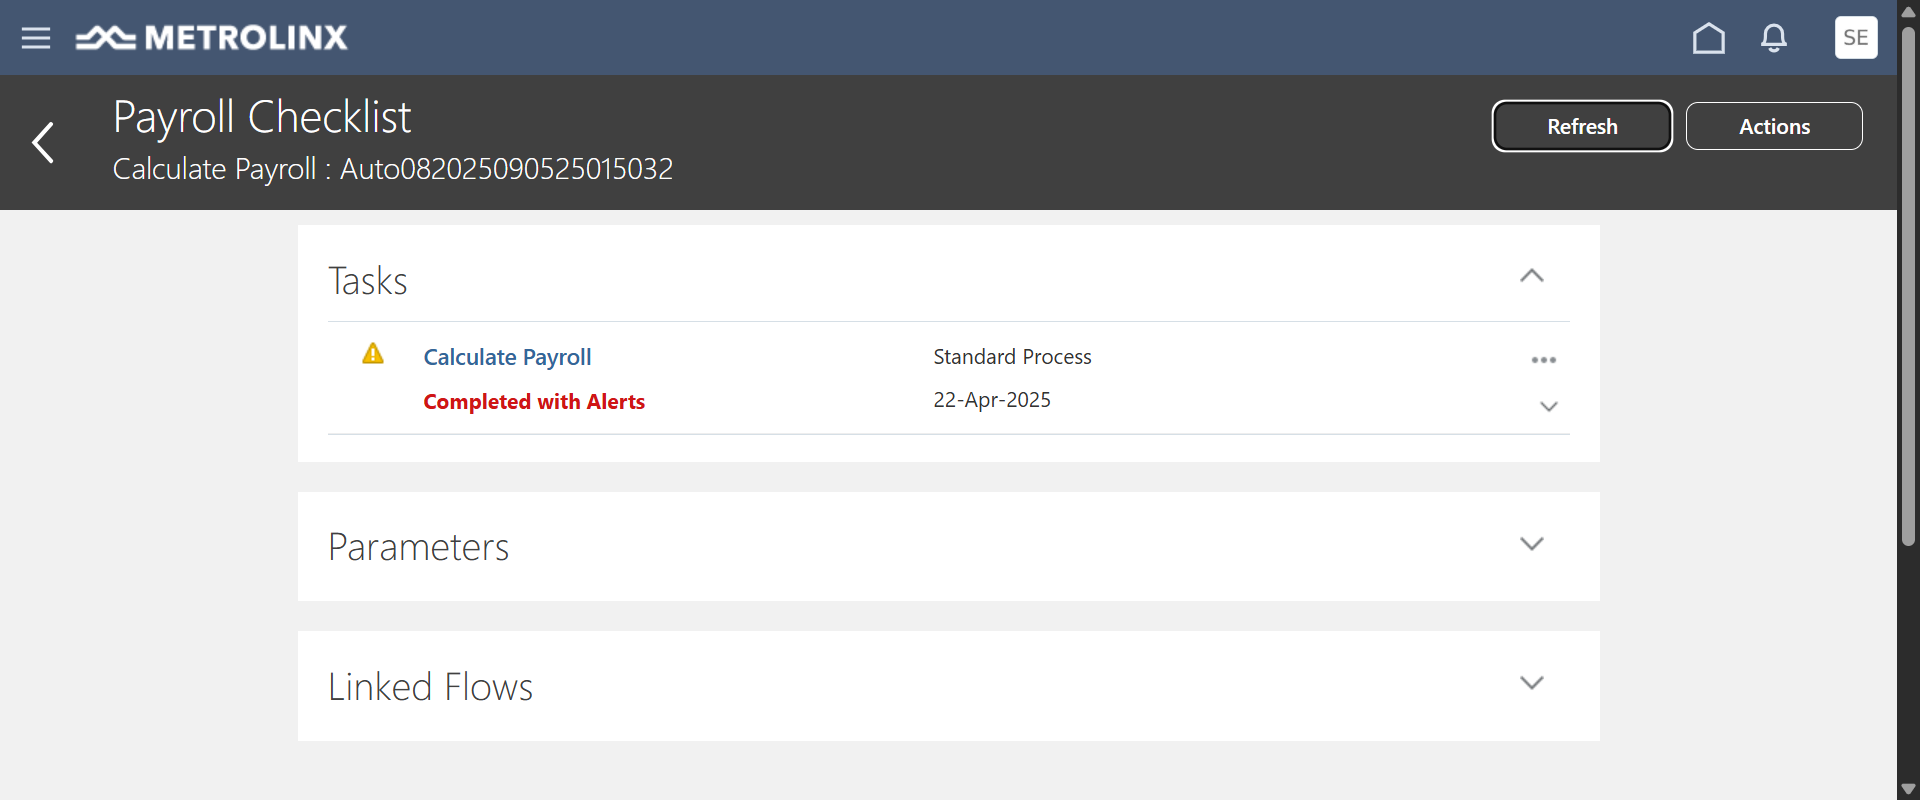 METROLINX
SE
Payroll Checklist
Calculate Payroll : Auto082025090525015032
Refresh
Actions
Tasks
Calculate Payroll
Standard Process
Completed with Alerts
22-Apr-2025
Parameters
Linked Flows